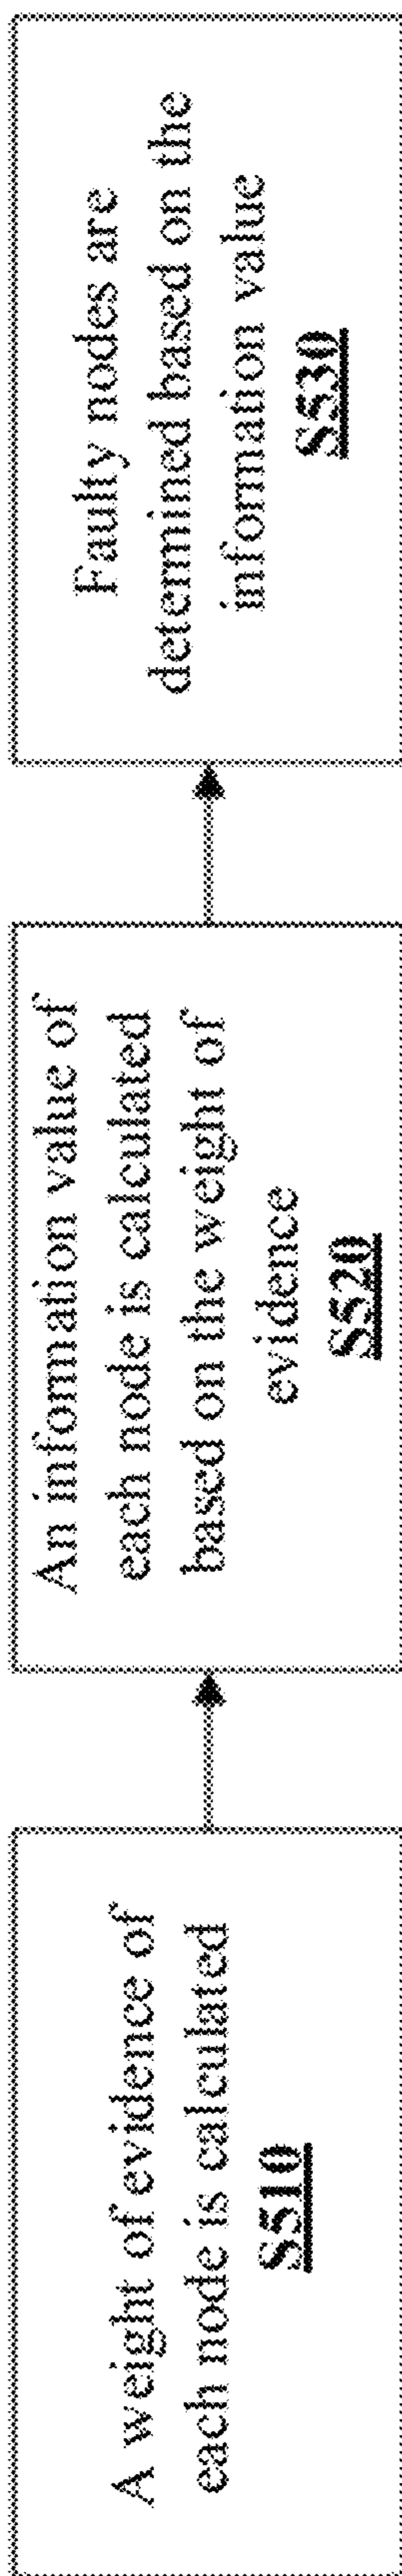 A weight of evidence of
each node is calculated
S510
An information value of
each node is calculated
based on the weight of
evidence
S520
Faulty nodes are
determined based on the
information value
S530